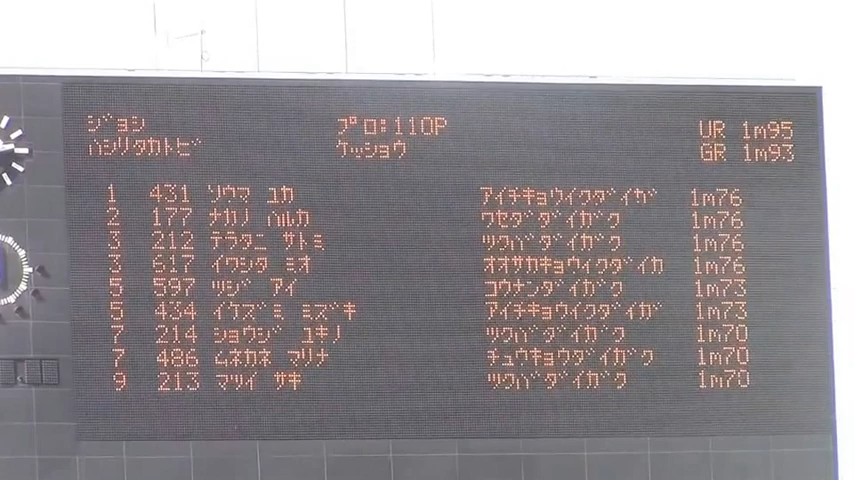 ジョシ プロ:110P UR 1m95
ハシリタカトビ ケッショウ GR 1m93
1 431 ソウマ ユカ アイチキョウイクダイガ 1m76
2 177 ナカノ ハルカ ワセダダイガク 1m76
3 212 テラタニ サトミ ツクバダイガク 1m76
3 617 イワシタ ミオ オオサカキョウイクダイカ 1m76
5 597 ツジ アイ コウナンダイガク 1m73
5 434 イケズミ ミズキ アイチキョウイクダイガ 1m73
7 214 ショウジ ユキノ ツクバダイガク 1m70
7 486 ムネカネ マリナ チュウキョウダイガク 1m70
9 213 マツイ サキ ツクバダイガク 1m70